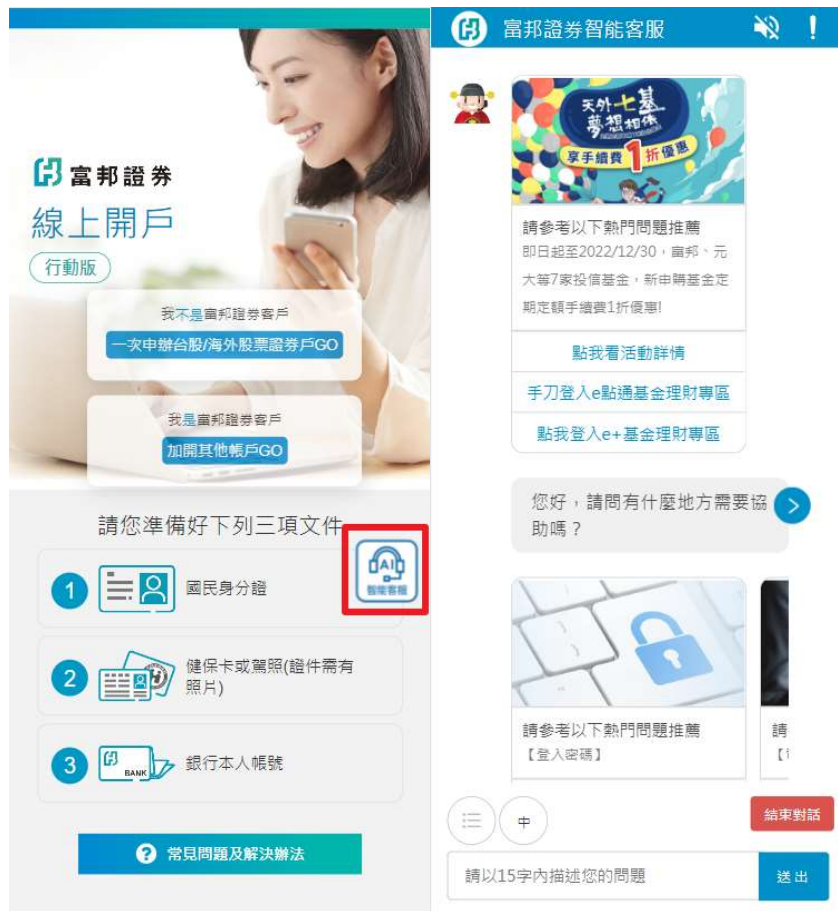 富邦證券
線上開戶
行動版
我不是富邦證券客戶
一次申辦台股/海外股票證券戶GO
我是富邦證券客戶
加開其他帳戶GO
請您準備好下列三項文件
AI
智能客服
1
國民身分證
2
健保卡或駕照(證件需有
照片)
3
BANK
銀行本人帳號
? 常見問題及解決辦法
富邦證券智能客服
天外七基
夢想相係
享手續費1折優惠
請參考以下熱門問題推薦
即日起至2022/12/30，富邦、元
大等7家投信基金，新申購基金定
期定額手續費1折優惠!
點我看活動詳情
手刀登入e點通基金理財專區
點我登入e+基金理財專區
您好，請問有什麼地方需要協
助嗎？
請參考以下熱門問題推薦
【登入密碼】
請
中
結束對話
請以15字內描述您的問題
送出